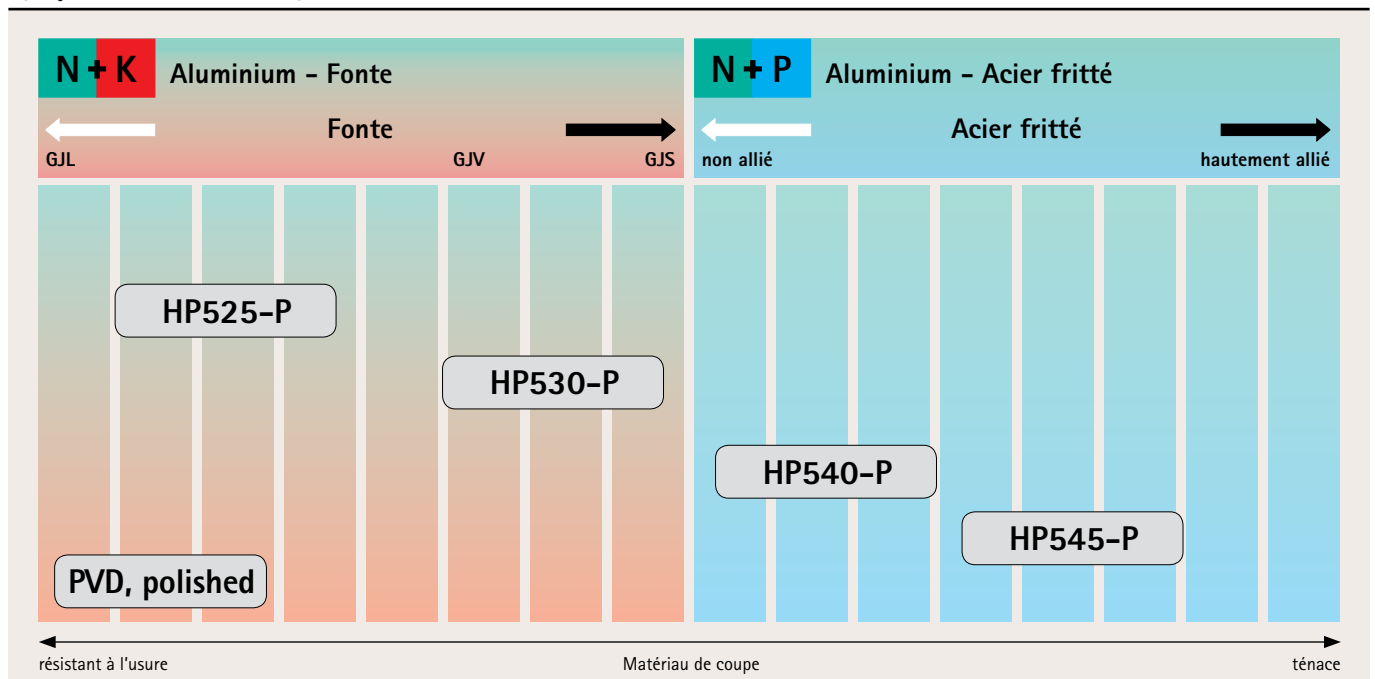 N + K Aluminium - Fonte
Fonte
GJL GJV GJS
N + P Aluminium - Acier fritté
Acier fritté
non allié hautement allié
HP525-P
HP530-P
HP540-P
HP545-P
PVD, polished
résistant à l'usure Matériau de coupe ténace